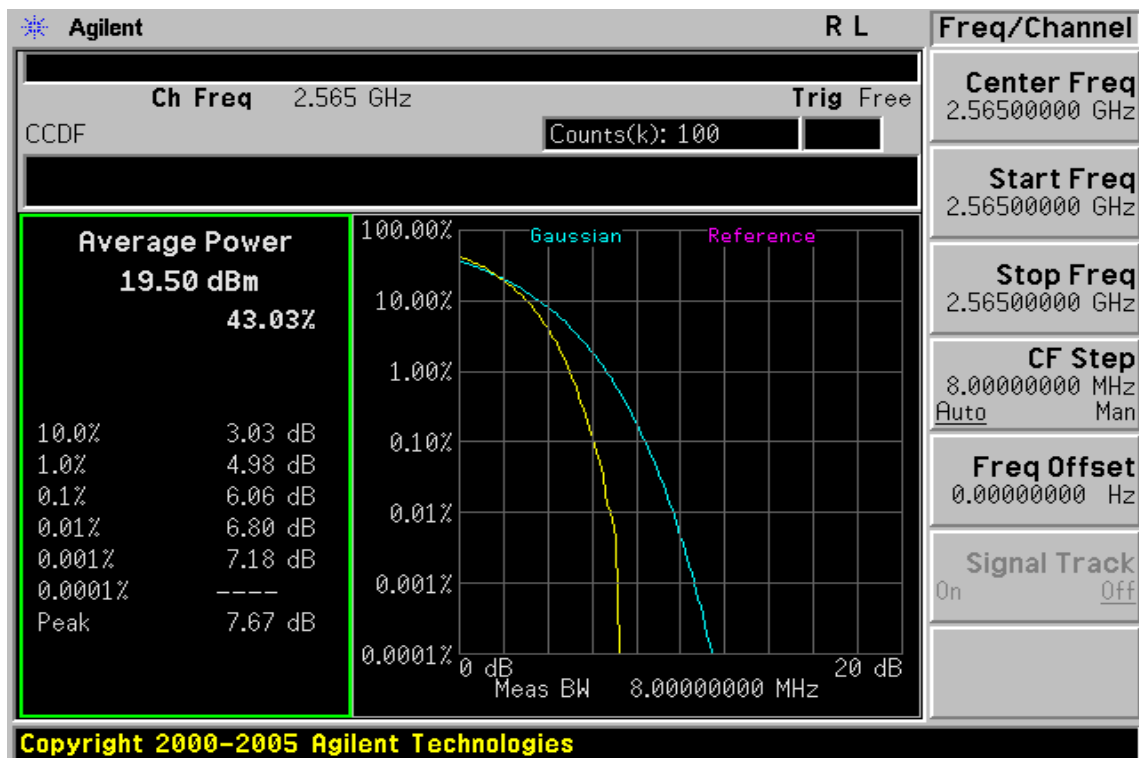 Agilent R L Freq/Channel
Ch Freq 2.565 GHz Trig Free
CCDF Counts(k): 100
Average Power
19.50 dBm
43.03%
10.0% 3.03 dB
1.0% 4.98 dB
0.1% 6.06 dB
0.01% 6.80 dB
0.001% 7.18 dB
0.0001% ----
Peak 7.67 dB
Gaussian Reference
100.00%
10.00%
1.00%
0.10%
0.01%
0.001%
0.0001%
0 dB 20 dB
Meas BW 8.00000000 MHz
Center Freq
2.56500000 GHz
Start Freq
2.56500000 GHz
Stop Freq
2.56500000 GHz
CF Step
8.00000000 MHz
Auto Man
Freq Offset
0.00000000 Hz
Signal Track
On Off
Copyright 2000-2005 Agilent Technologies